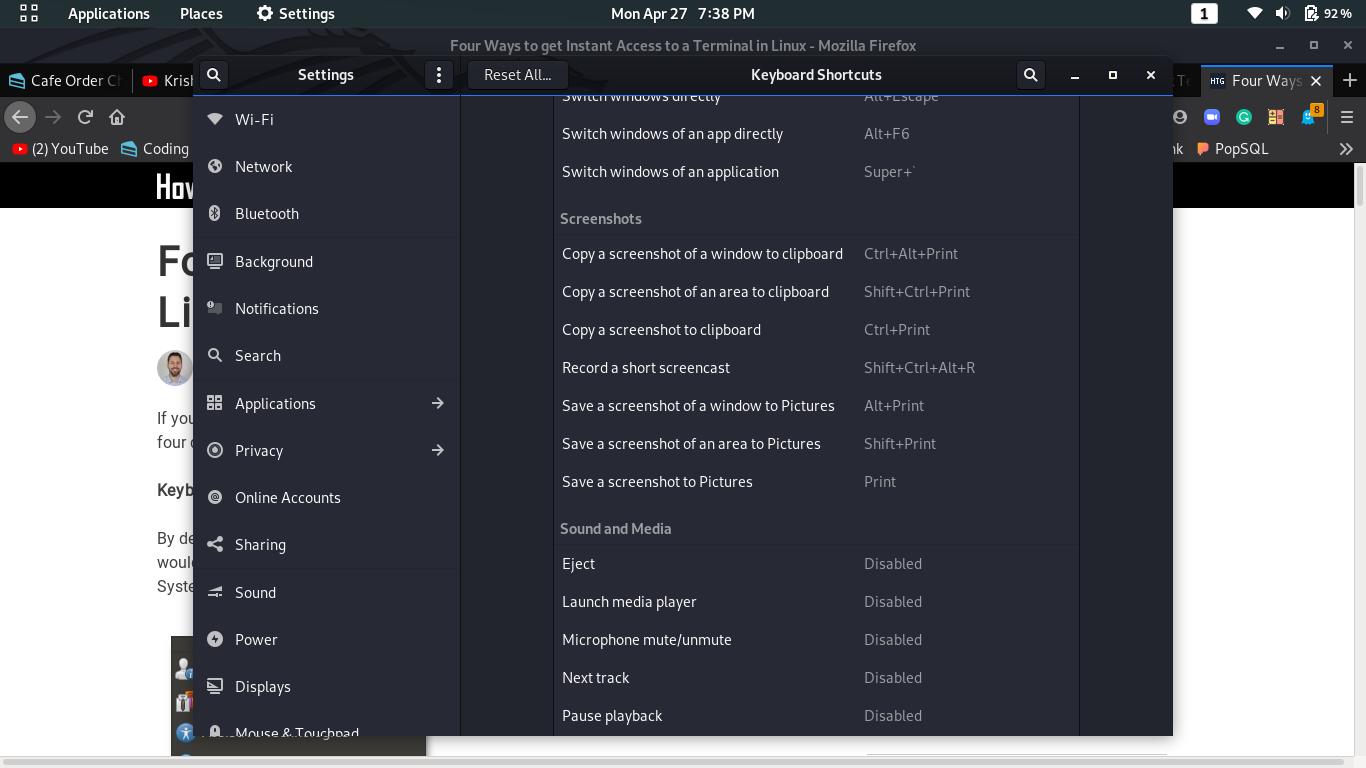 Applications Places Settings Mon Apr 27 7:38 PM 1 92 %
Four Ways to get Instant Access to a Terminal in Linux - Mozilla Firefox
Cafe Order Ch
Krish
Four Ways
HTG
8
(2) YouTube
Coding
PopSQL
How
Fo
Li
If you
four
Keyb
By de
would
Syste
Settings
Reset All...
Keyboard Shortcuts
Wi-Fi
Network
Bluetooth
Background
Notifications
Search
Applications
Privacy
Online Accounts
Sharing
Sound
Power
Displays
Mouse & Touchpad
Switch windows directly Alt+Escape
Switch windows of an app directly Alt+F6
Switch windows of an application Super+`
Screenshots
Copy a screenshot of a window to clipboard Ctrl+Alt+Print
Copy a screenshot of an area to clipboard Shift+Ctrl+Print
Copy a screenshot to clipboard Ctrl+Print
Record a short screencast Shift+Ctrl+Alt+R
Save a screenshot of a window to Pictures Alt+Print
Save a screenshot of an area to Pictures Shift+Print
Save a screenshot to Pictures Print
Sound and Media
Eject Disabled
Launch media player Disabled
Microphone mute/unmute Disabled
Next track Disabled
Pause playback Disabled